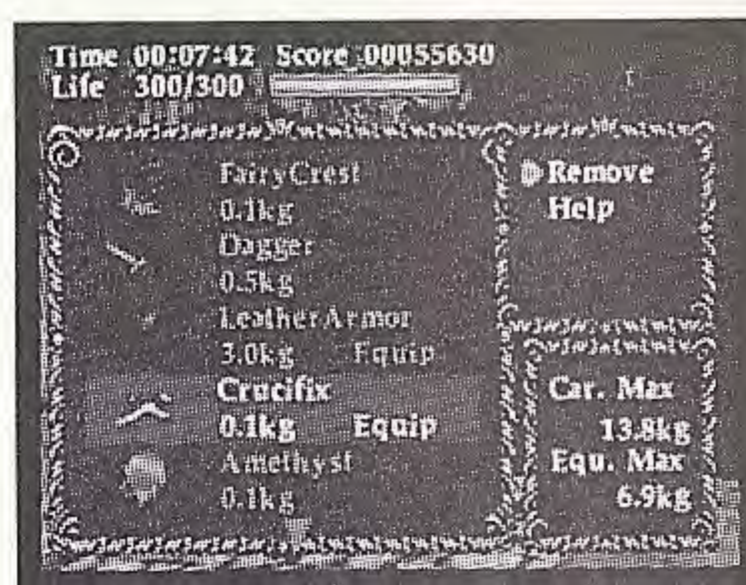 Time 00:07:42 Score 00055630
Life 300/300
FairyCrest
0.1kg
Dagger
0.5kg
LeatherArmor
3.0kg Equip
Crucifix
0.1kg Equip
Amethyst
0.1kg
Remove
Help
Car. Max
13.8kg
Equ. Max
6.9kg